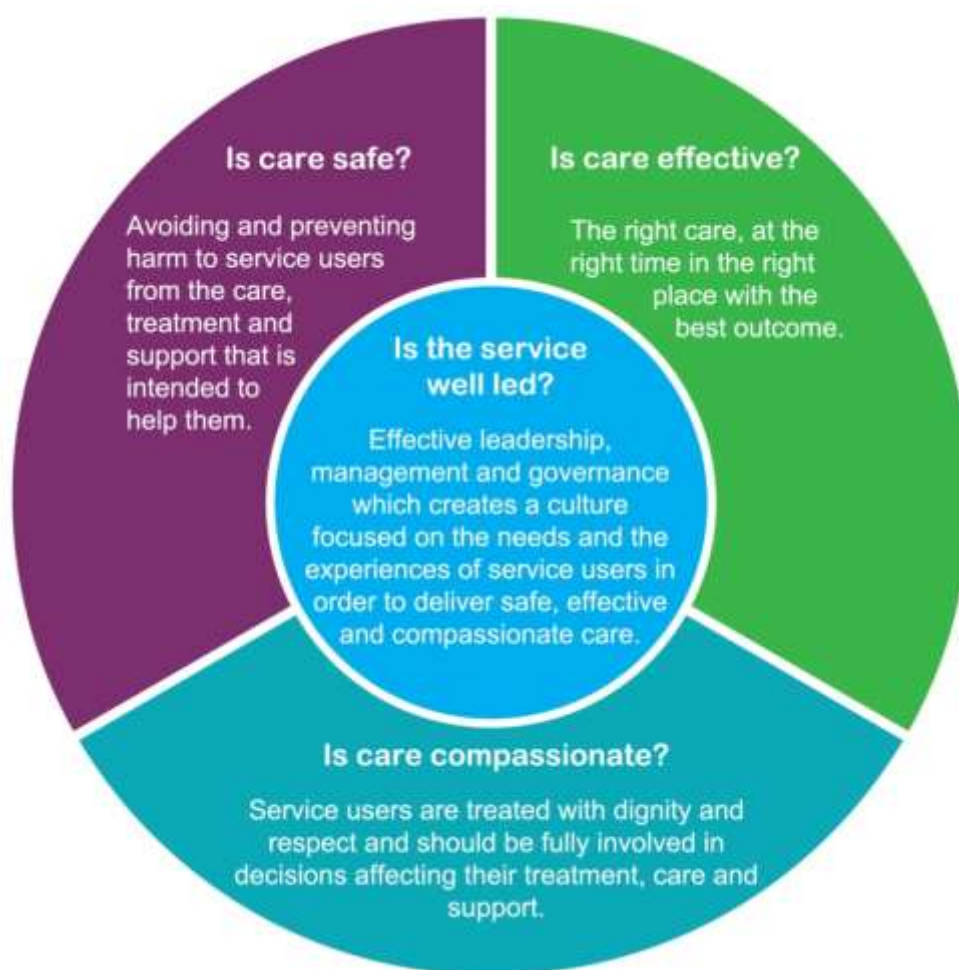 Is care safe?
Avoiding and preventing
harm to service users
from the care,
treatment and
support that is
intended to
help them.
Is care effective?
The right care, at the
right time in the right
place with the
best outcome.
Is the service
well led?
Effective leadership,
management and governance
which creates a culture
focused on the needs and the
experiences of service users in
order to deliver safe, effective
and compassionate care.
Is care compassionate?
Service users are treated with dignity and
respect and should be fully involved in
decisions affecting their treatment, care and
support.